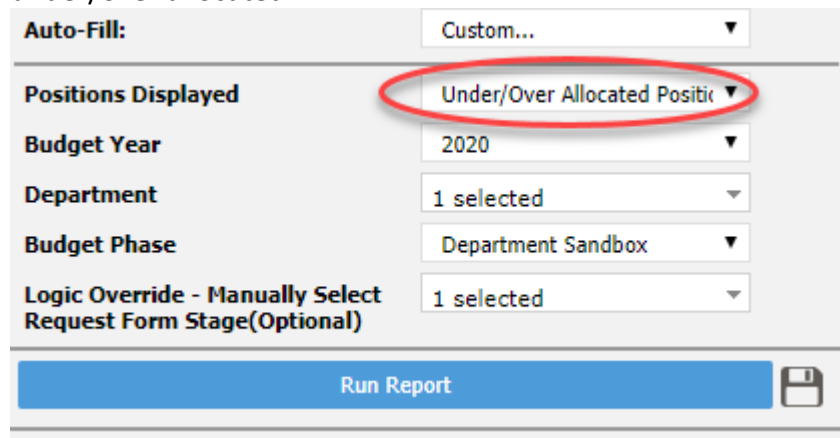 Auto-Fill: Custom...
Positions Displayed Under/Over Allocated Positio
Budget Year 2020
Department 1 selected
Budget Phase Department Sandbox
Logic Override - Manually Select 1 selected
Request Form Stage(Optional)
Run Report